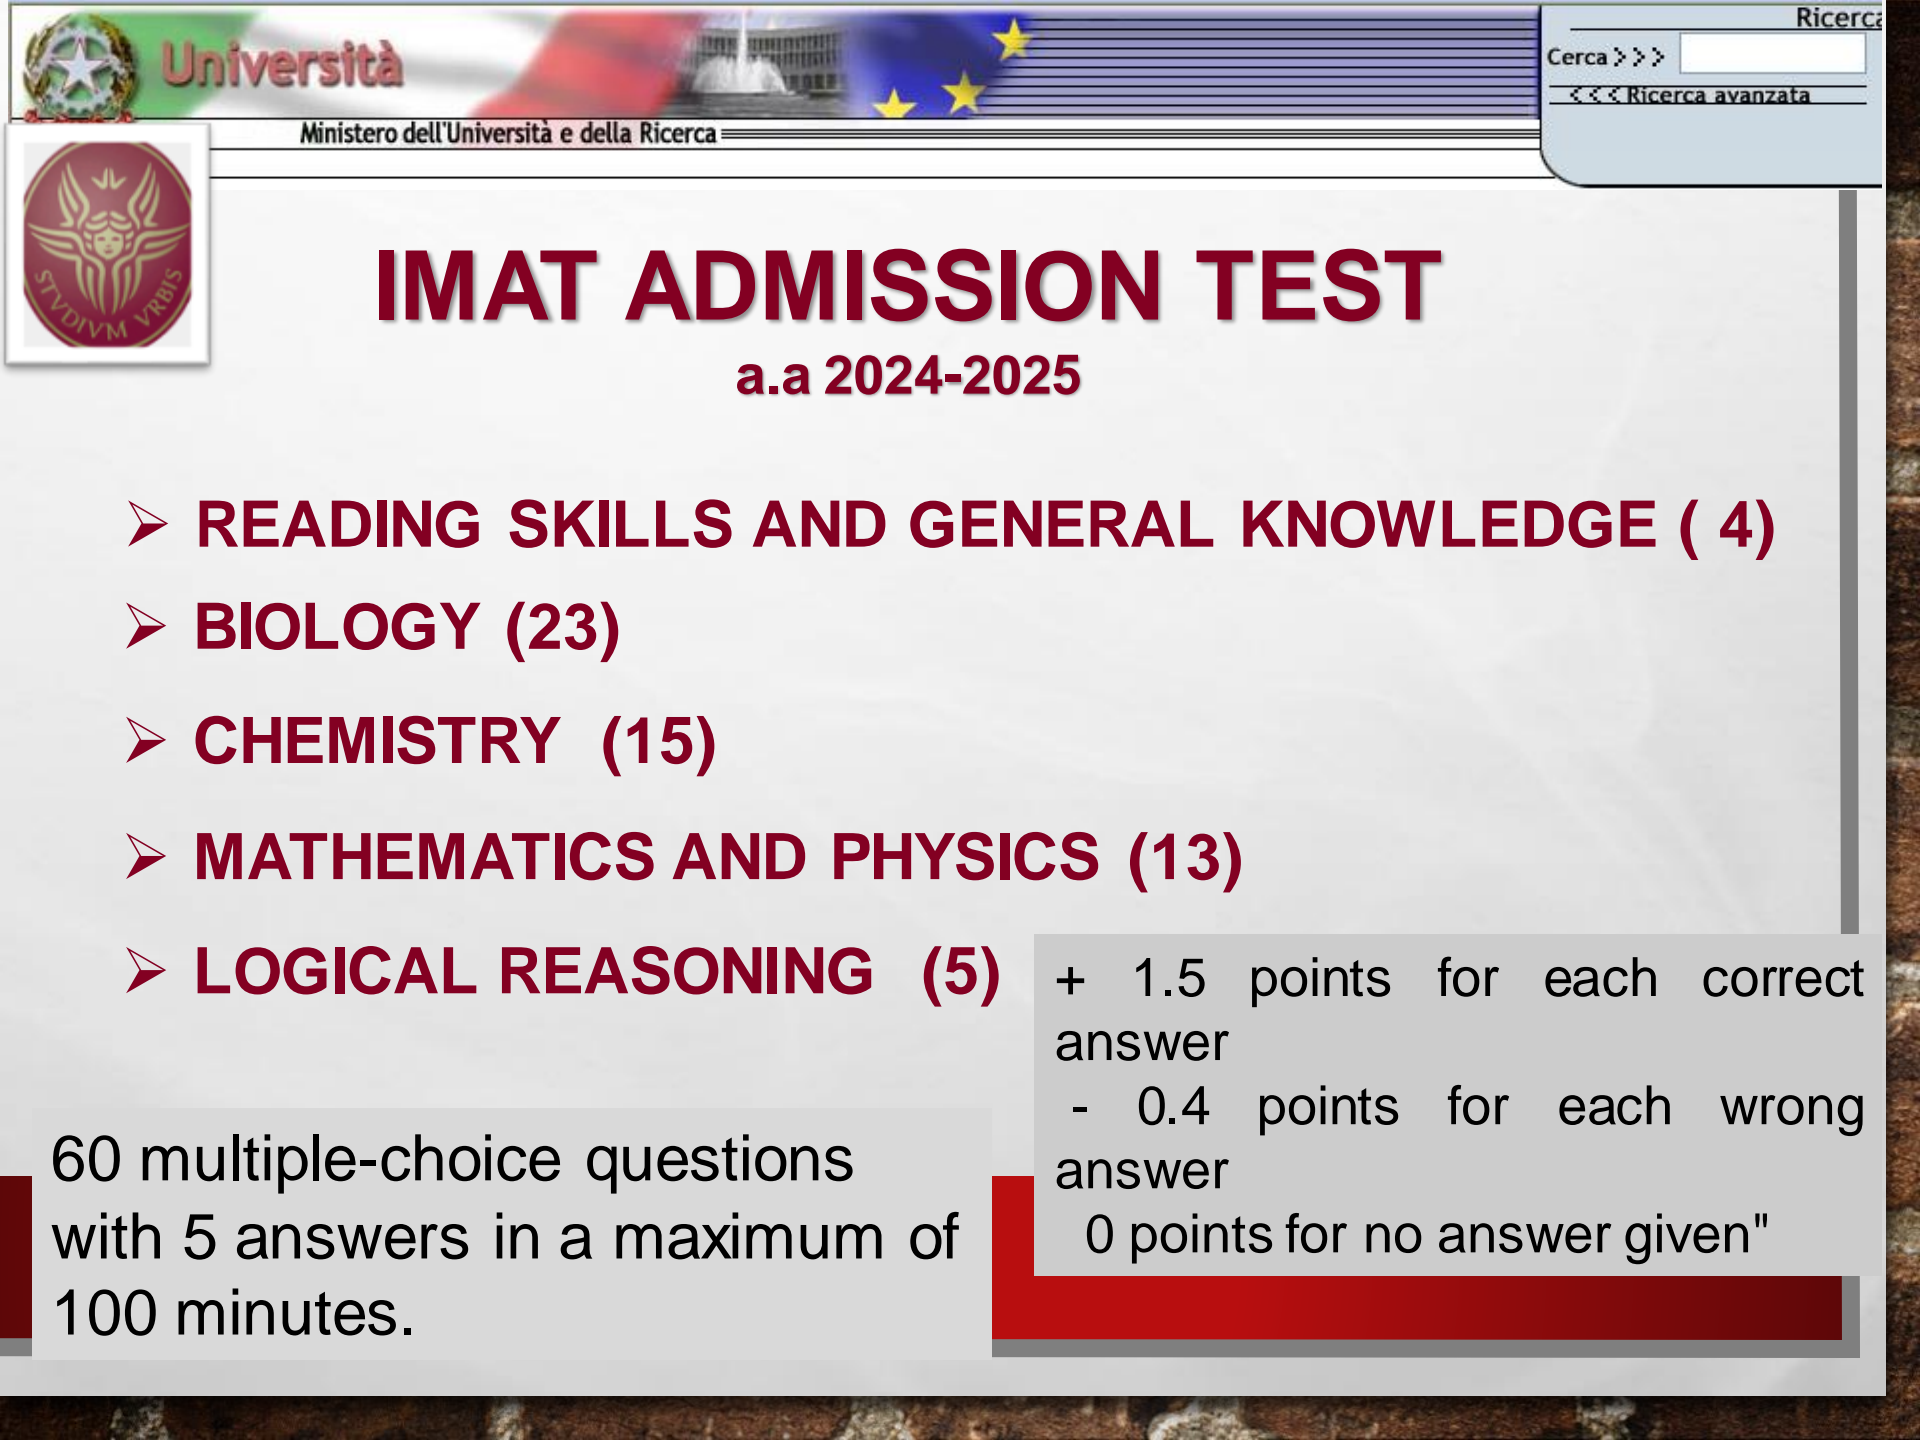 Università
Ricerca
Cerca >>>
<<< Ricerca avanzata
Ministero dell'Università e della Ricerca
STVDIVM VRBIS
IMAT ADMISSION TEST
a.a 2024-2025
➢ READING SKILLS AND GENERAL KNOWLEDGE ( 4)
➢ BIOLOGY (23)
➢ CHEMISTRY (15)
➢ MATHEMATICS AND PHYSICS (13)
➢ LOGICAL REASONING (5)
+ 1.5 points for each correct
answer
- 0.4 points for each wrong
answer
0 points for no answer given"
60 multiple-choice questions
with 5 answers in a maximum of
100 minutes.